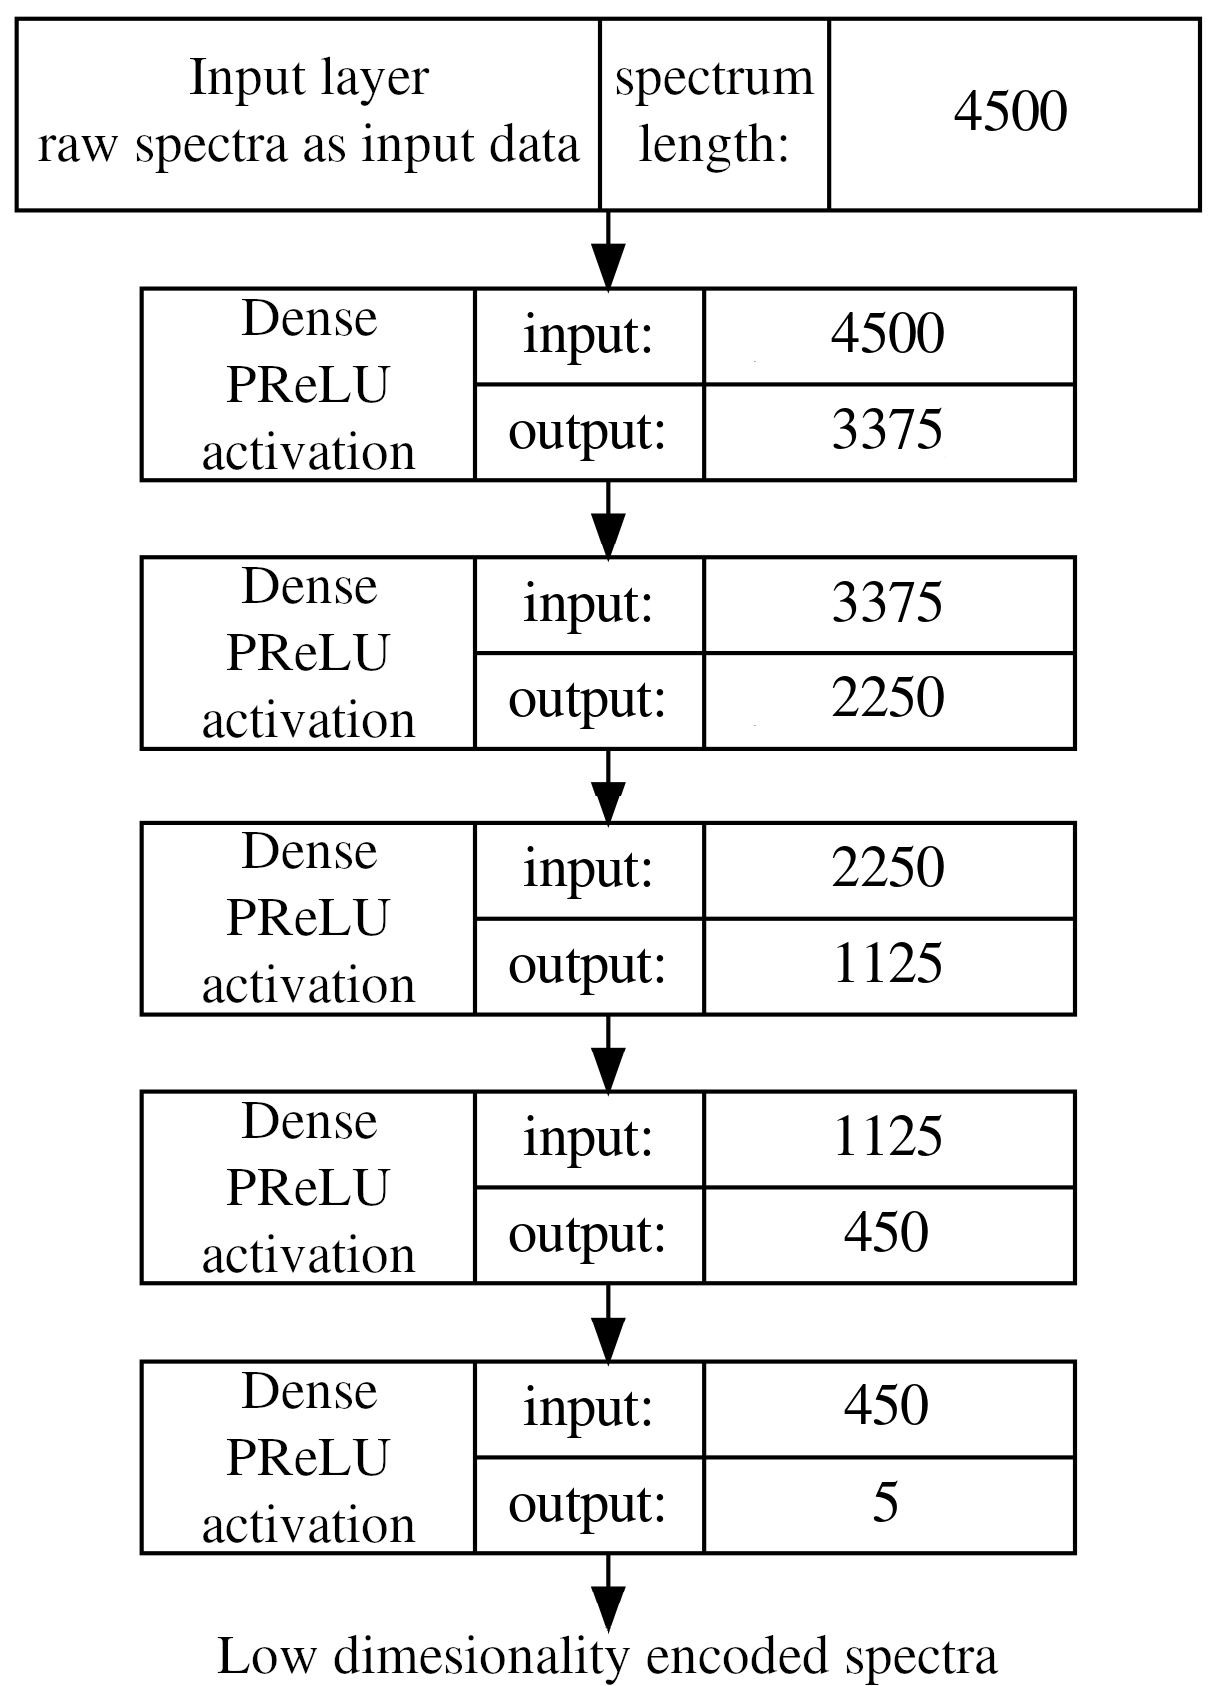 Input layer
raw spectra as input data
spectrum
length:
4500
Dense
PReLU
activation
input:
4500
output:
3375
Dense
PReLU
activation
input:
3375
output:
2250
Dense
PReLU
activation
input:
2250
output:
1125
Dense
PReLU
activation
input:
1125
output:
450
Dense
PReLU
activation
input:
450
output:
5
Low dimesionality encoded spectra